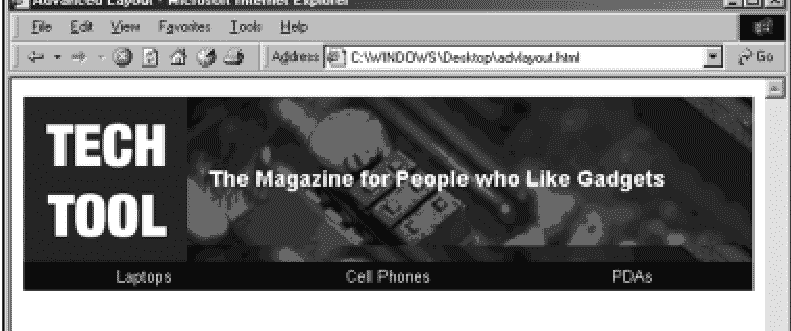 Advanced Layout - Microsoft Internet Explorer
File Edit View Favorites Tools Help
Address C:\WINDOWS\Desktop\advlayout.html Go
TECH
TOOL
The Magazine for People who Like Gadgets
Laptops Cell Phones PDAs